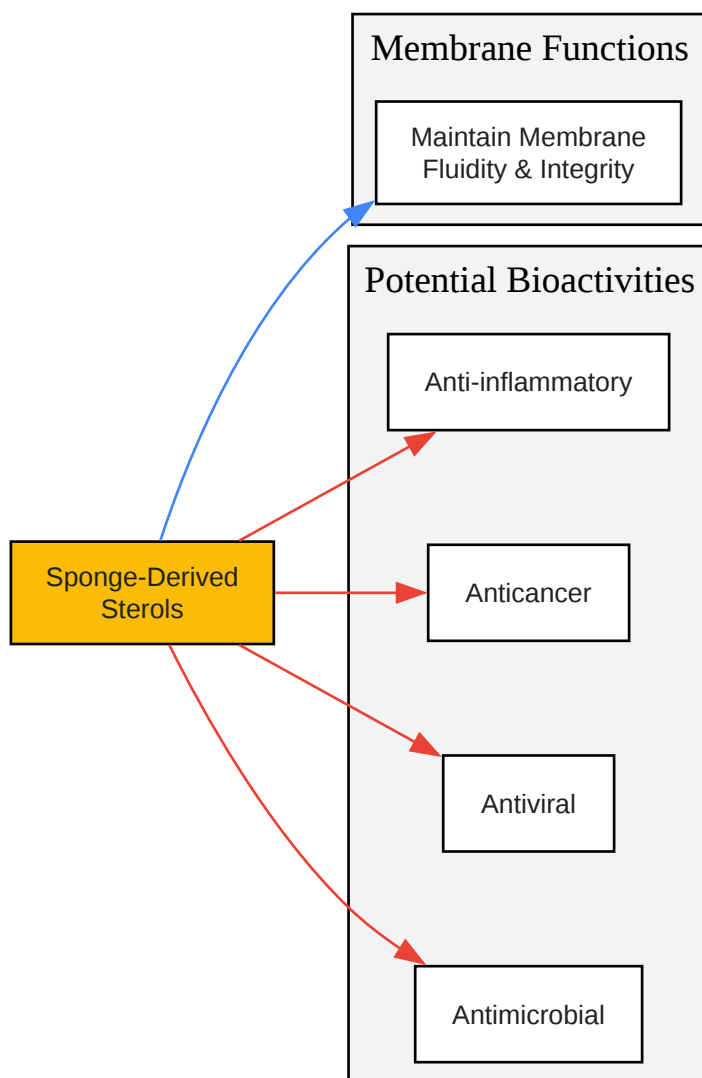 Membrane Functions
Maintain Membrane
Fluidity & Integrity
Potential Bioactivities
Anti-inflammatory
Sponge-Derived
Sterols
Anticancer
Antiviral
Antimicrobial